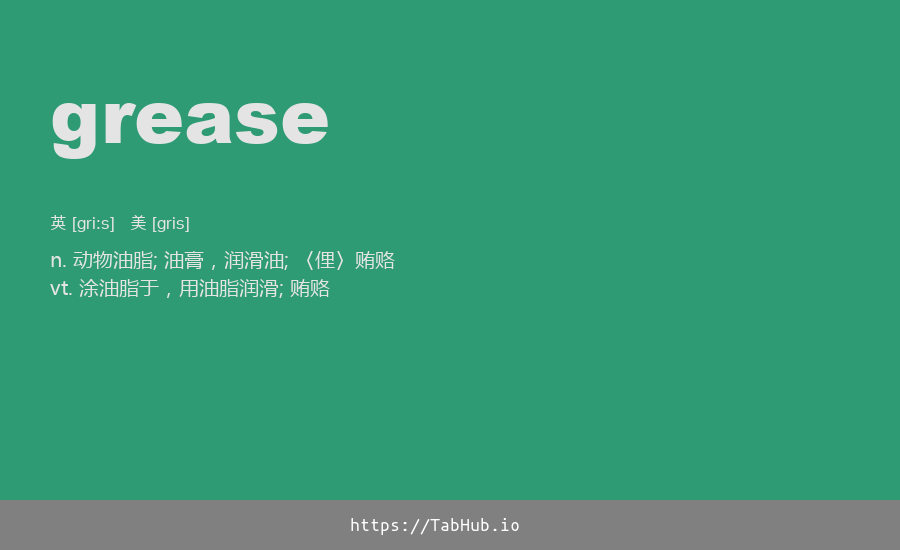 grease
英 [gri:s] 美 [gris]
n. 动物油脂; 油膏，润滑油; 〈俚〉贿赂
vt. 涂油脂于，用油脂润滑; 贿赂
https://TabHub.io